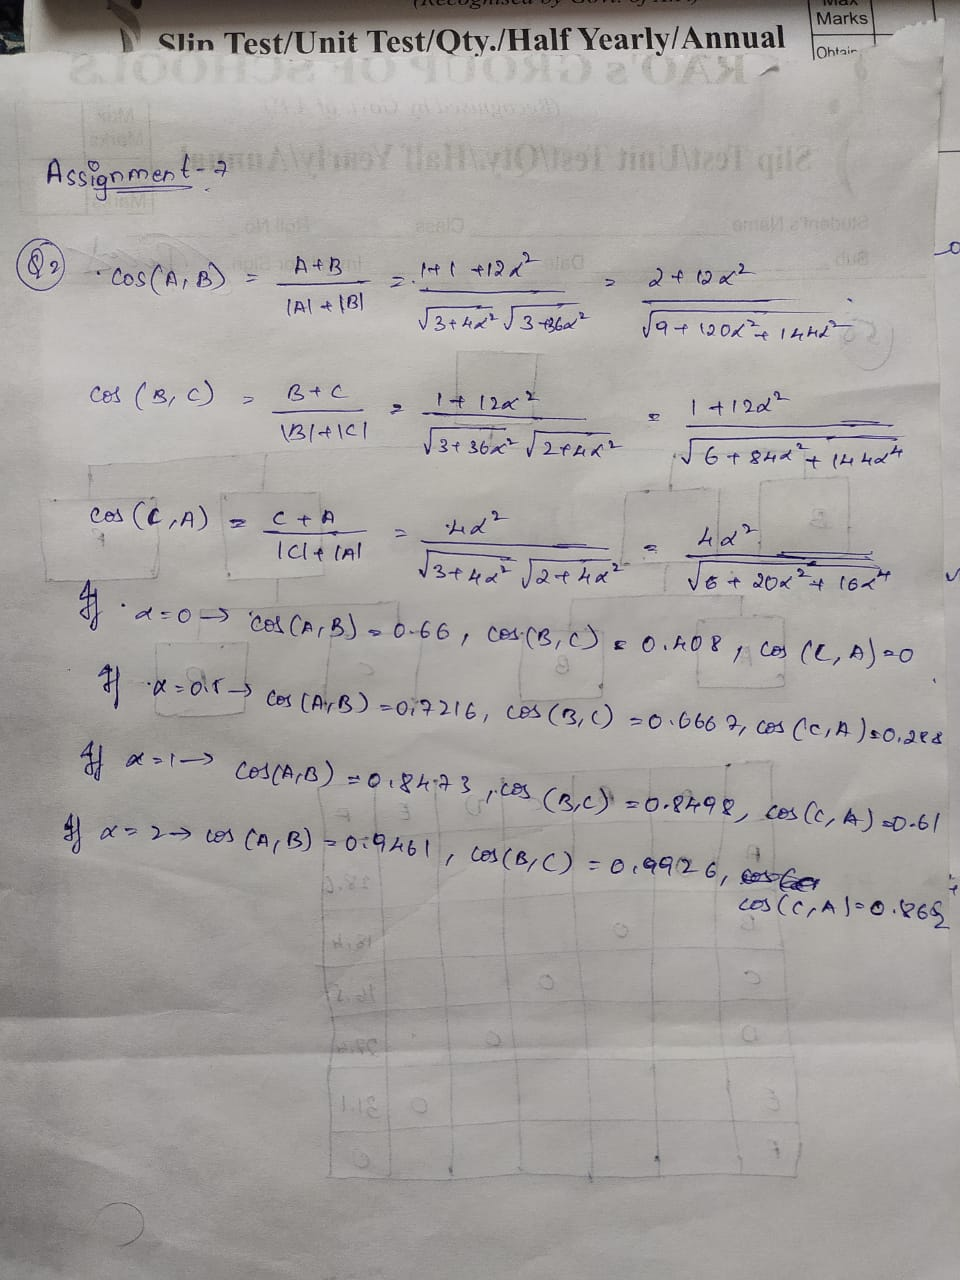 Slip Test/Unit Test/Qty./Half Yearly/Annual
Marks
Assignment-2
Q2 cos(A,B) = A+B / |A|+|B| = 1+1+12α² / √3+4α² √3+36α² = 2+12α² / √9+120α²+144α²
cos(B,C) = B+C / |B|+|C| = 1+12α² / √3+36α² √2+4α² = 1+12α² / √6+84α²+144α⁴
cos(C,A) = C+A / |C|+|A| = 4α² / √3+4α² √2+4α² = 4α² / √6+20α²+16α⁴
If α=0 → cos(A,B) = 0.66, cos(B,C) = 0.408, cos(C,A)=0
If α=0.5 → cos(A,B) = 0.7216, cos(B,C) = 0.6667, cos(C,A)=0.288
If α=1 → cos(A,B) = 0.8473, cos(B,C) = 0.8498, cos(C,A)=0.61
If α=2 → cos(A,B) = 0.9461, cos(B,C) = 0.9926,
cos(C,A)=0.865